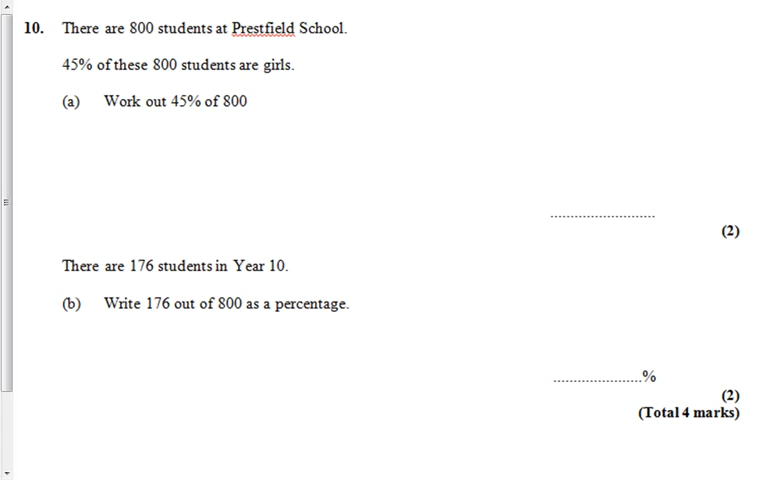 10. There are 800 students at Prestfield School.
45% of these 800 students are girls.
(a) Work out 45% of 800
..........................
(2)
There are 176 students in Year 10.
(b) Write 176 out of 800 as a percentage.
......................%
(2)
(Total 4 marks)